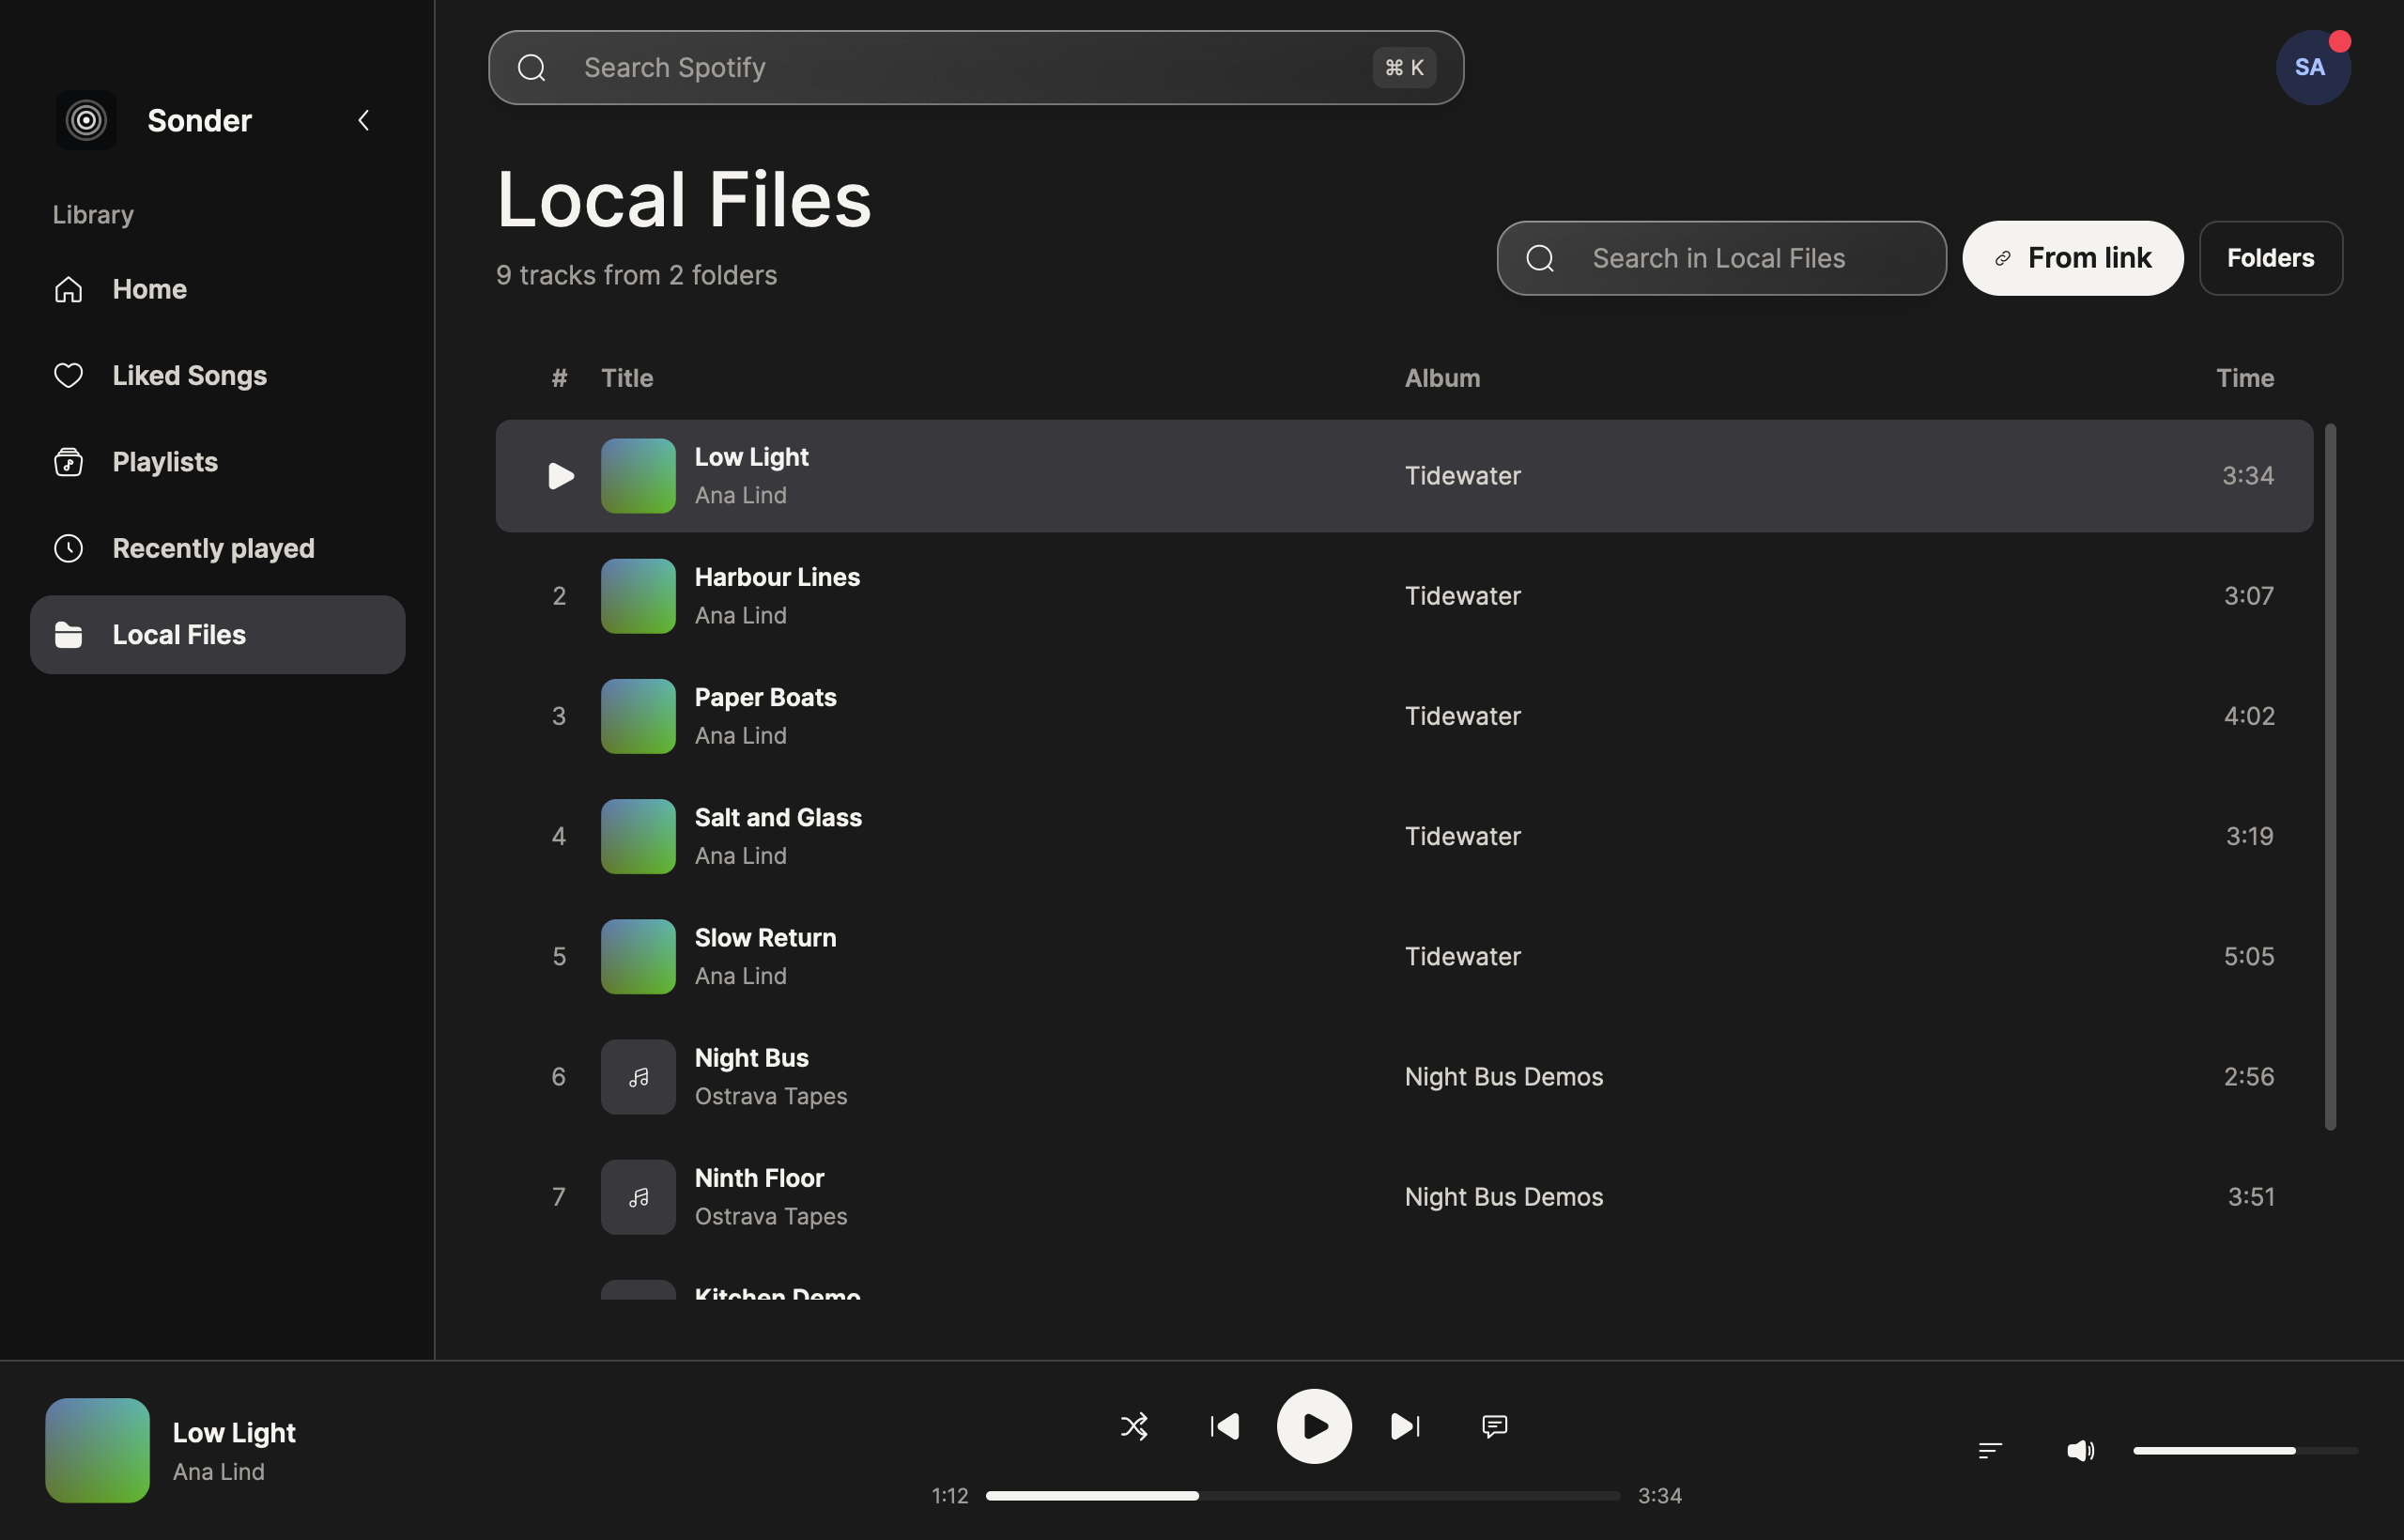 Search Spotify
⌘ K
SA
Sonder
Library
Home
Liked Songs
Playlists
Recently played
Local Files
Local Files
9 tracks from 2 folders
Search in Local Files
From link
Folders
# Title Album Time
Low Light
Ana Lind
Tidewater
3:34
2
Harbour Lines
Ana Lind
Tidewater
3:07
3
Paper Boats
Ana Lind
Tidewater
4:02
4
Salt and Glass
Ana Lind
Tidewater
3:19
5
Slow Return
Ana Lind
Tidewater
5:05
6
Night Bus
Ostrava Tapes
Night Bus Demos
2:56
7
Ninth Floor
Ostrava Tapes
Night Bus Demos
3:51
Kitchen Demo
Low Light
Ana Lind
1:12
3:34